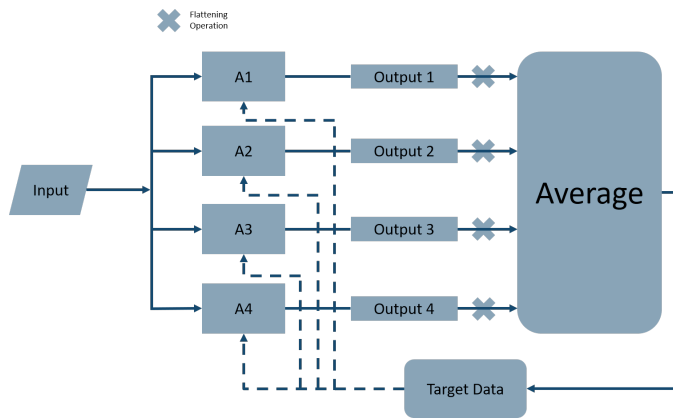 Flattening
Operation
A1
Output 1
A2
Output 2
Input
Average
A3
Output 3
A4
Output 4
Target Data